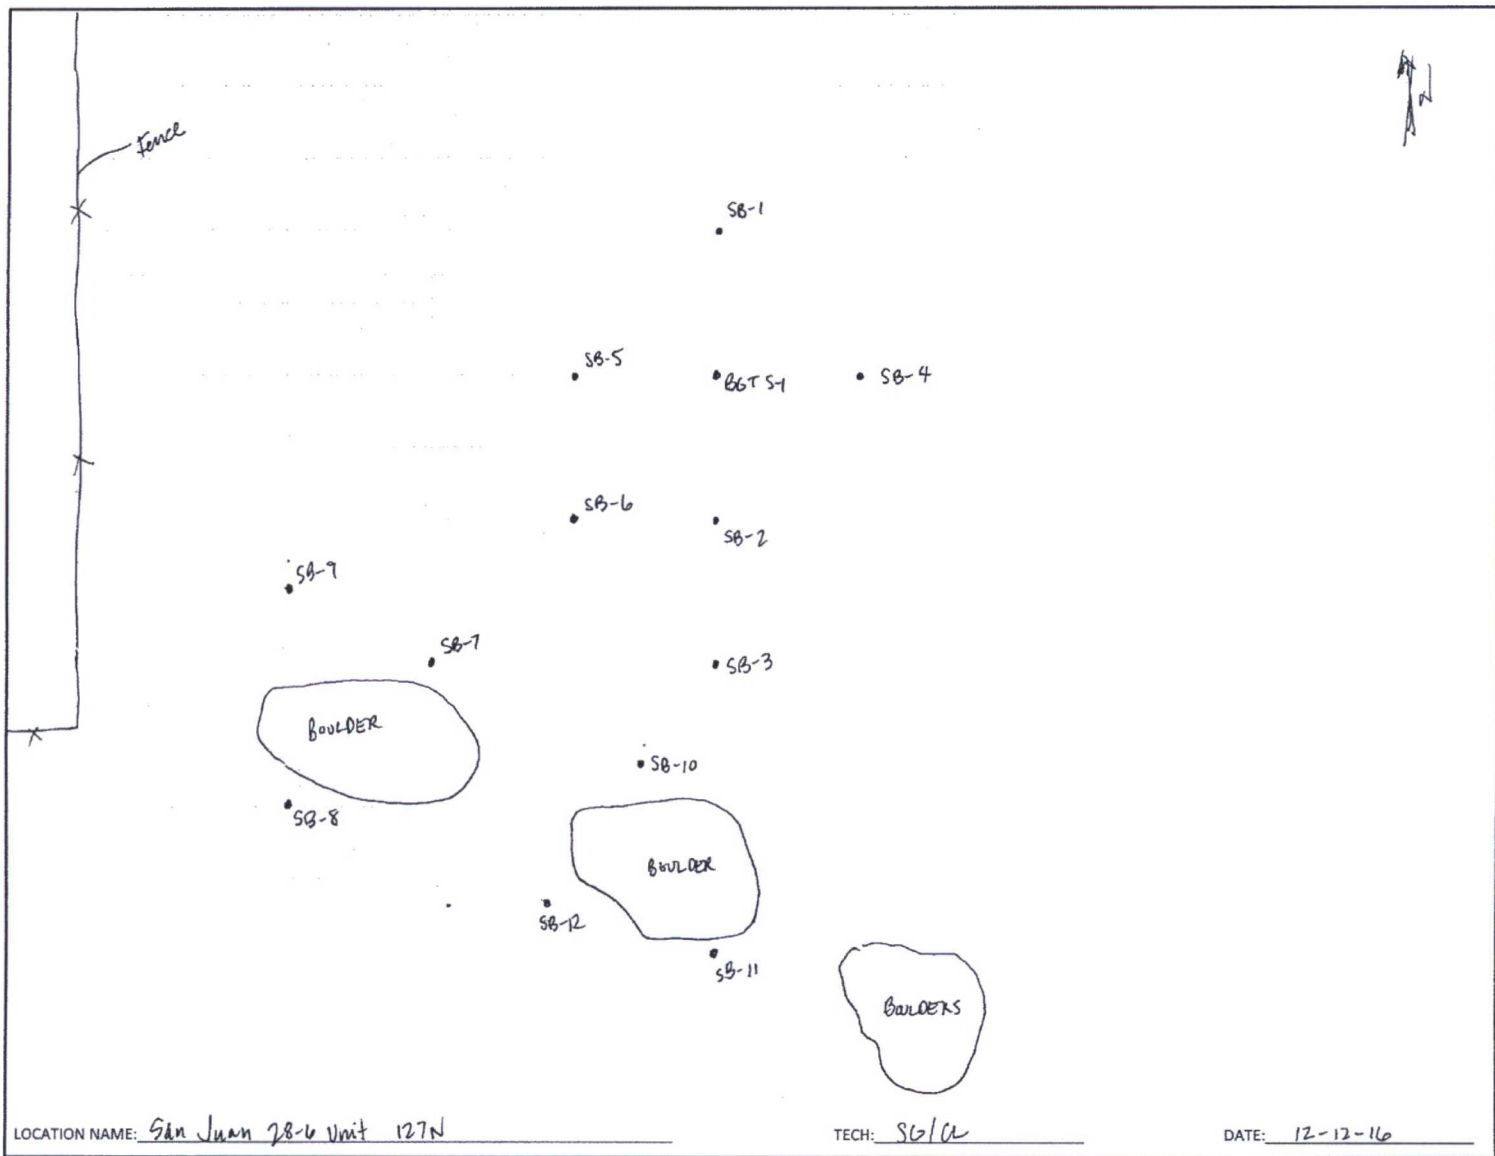 Fence
N
SB-1
SB-5
BGT S-1
SB-4
SB-6
SB-2
SB-9
SB-7
SB-3
BOULDER
SB-10
SB-8
BOULDER
SB-12
SB-11
BOULDERS
LOCATION NAME: San Juan 28-6 Unit 127N
TECH: SG/CL
DATE: 12-12-16